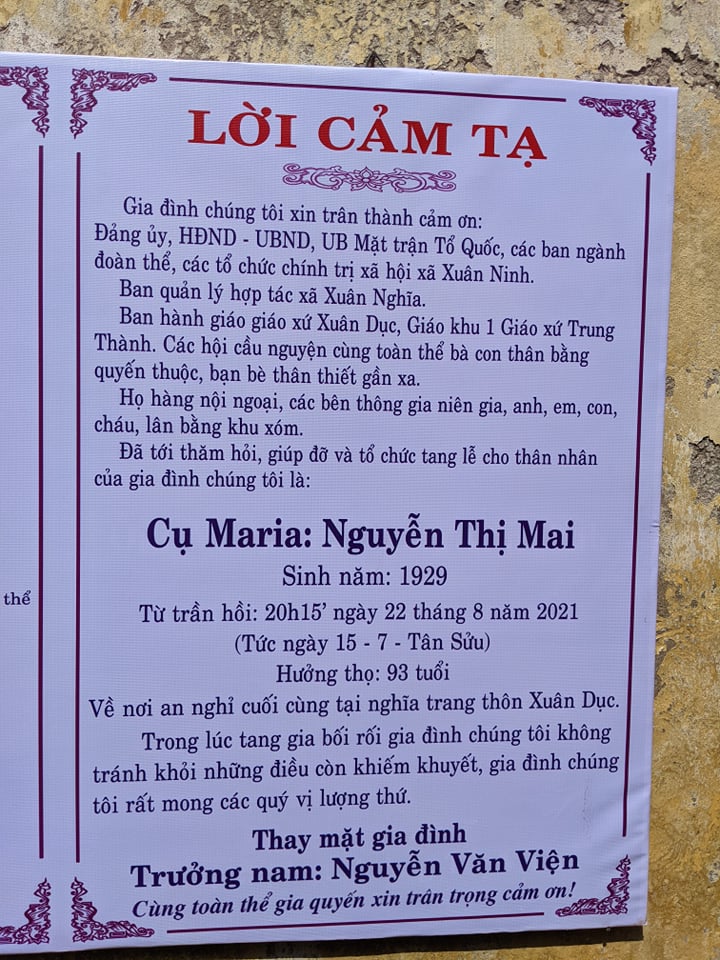 LỜI CẢM TẠ
Gia đình chúng tôi xin trân thành cảm ơn:
Đảng ủy, HĐND - UBND, UB Mặt trận Tổ Quốc, các ban ngành
đoàn thể, các tổ chức chính trị xã hội xã Xuân Ninh.
Ban quản lý hợp tác xã Xuân Nghĩa.
Ban hành giáo giáo xứ Xuân Dục, Giáo khu 1 Giáo xứ Trung
Thành. Các hội cầu nguyện cùng toàn thể bà con thân bằng
quyến thuộc, bạn bè thân thiết gần xa.
Họ hàng nội ngoại, các bên thông gia niên gia, anh, em, con,
cháu, lân bằng khu xóm.
Đã tới thăm hỏi, giúp đỡ và tổ chức tang lễ cho thân nhân
của gia đình chúng tôi là:
Cụ Maria: Nguyễn Thị Mai
Sinh năm: 1929
Từ trần hồi: 20h15’ ngày 22 tháng 8 năm 2021
(Tức ngày 15 - 7 - Tân Sửu)
Hưởng thọ: 93 tuổi
Về nơi an nghỉ cuối cùng tại nghĩa trang thôn Xuân Dục.
Trong lúc tang gia bối rối gia đình chúng tôi không
tránh khỏi những điều còn khiếm khuyết, gia đình chúng
tôi rất mong các quý vị lượng thứ.
Thay mặt gia đình
Trưởng nam: Nguyễn Văn Viện
Cùng toàn thể gia quyến xin trân trọng cảm ơn!
thể